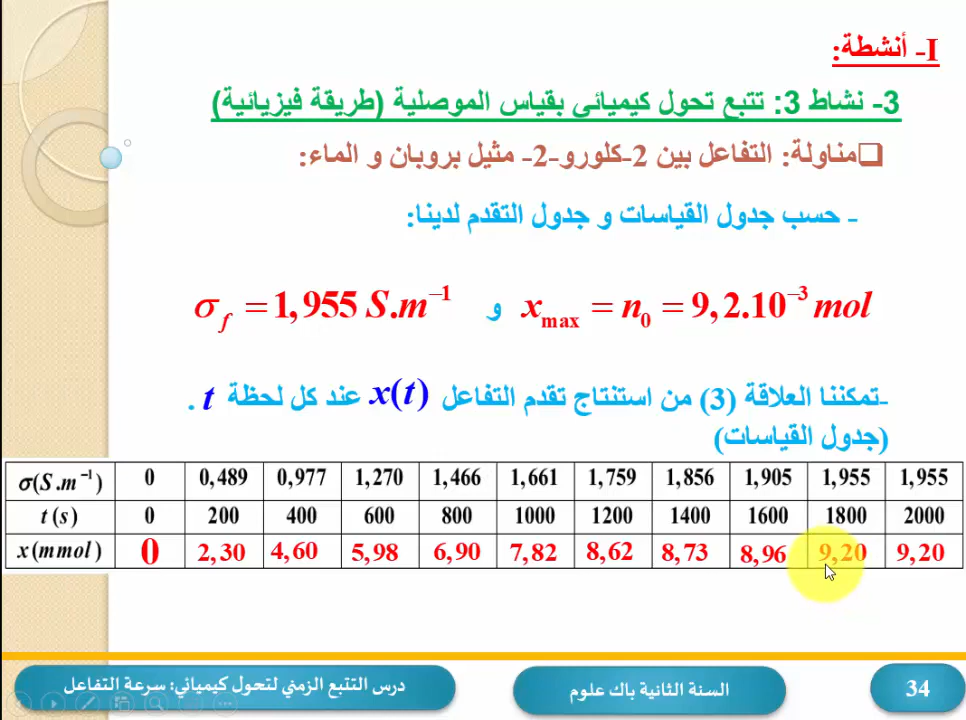 I- أنشطة:
3- نشاط 3: تتبع تحول كيميائي بقياس الموصلية (طريقة فيزيائية)
❑مناولة: التفاعل بين 2-كلورو-2- مثيل بروبان و الماء:
- حسب جدول القياسات و جدول التقدم لدينا:
x_max = n_0 = 9,2.10^–3 mol و σ_f = 1,955 S.m^–1
-تمكننا العلاقة (3) من استنتاج تقدم التفاعل x(t) عند كل لحظة t .
(جدول القياسات)
σ(S.m^–1) 0 0,489 0,977 1,270 1,466 1,661 1,759 1,856 1,905 1,955 1,955
t(s) 0 200 400 600 800 1000 1200 1400 1600 1800 2000
x(mmol) 0 2,30 4,60 5,98 6,90 7,82 8,62 8,73 8,96 9,20 9,20
34 السنة الثانية باك علوم درس التتبع الزمني لتحول كيميائي: سرعة التفاعل